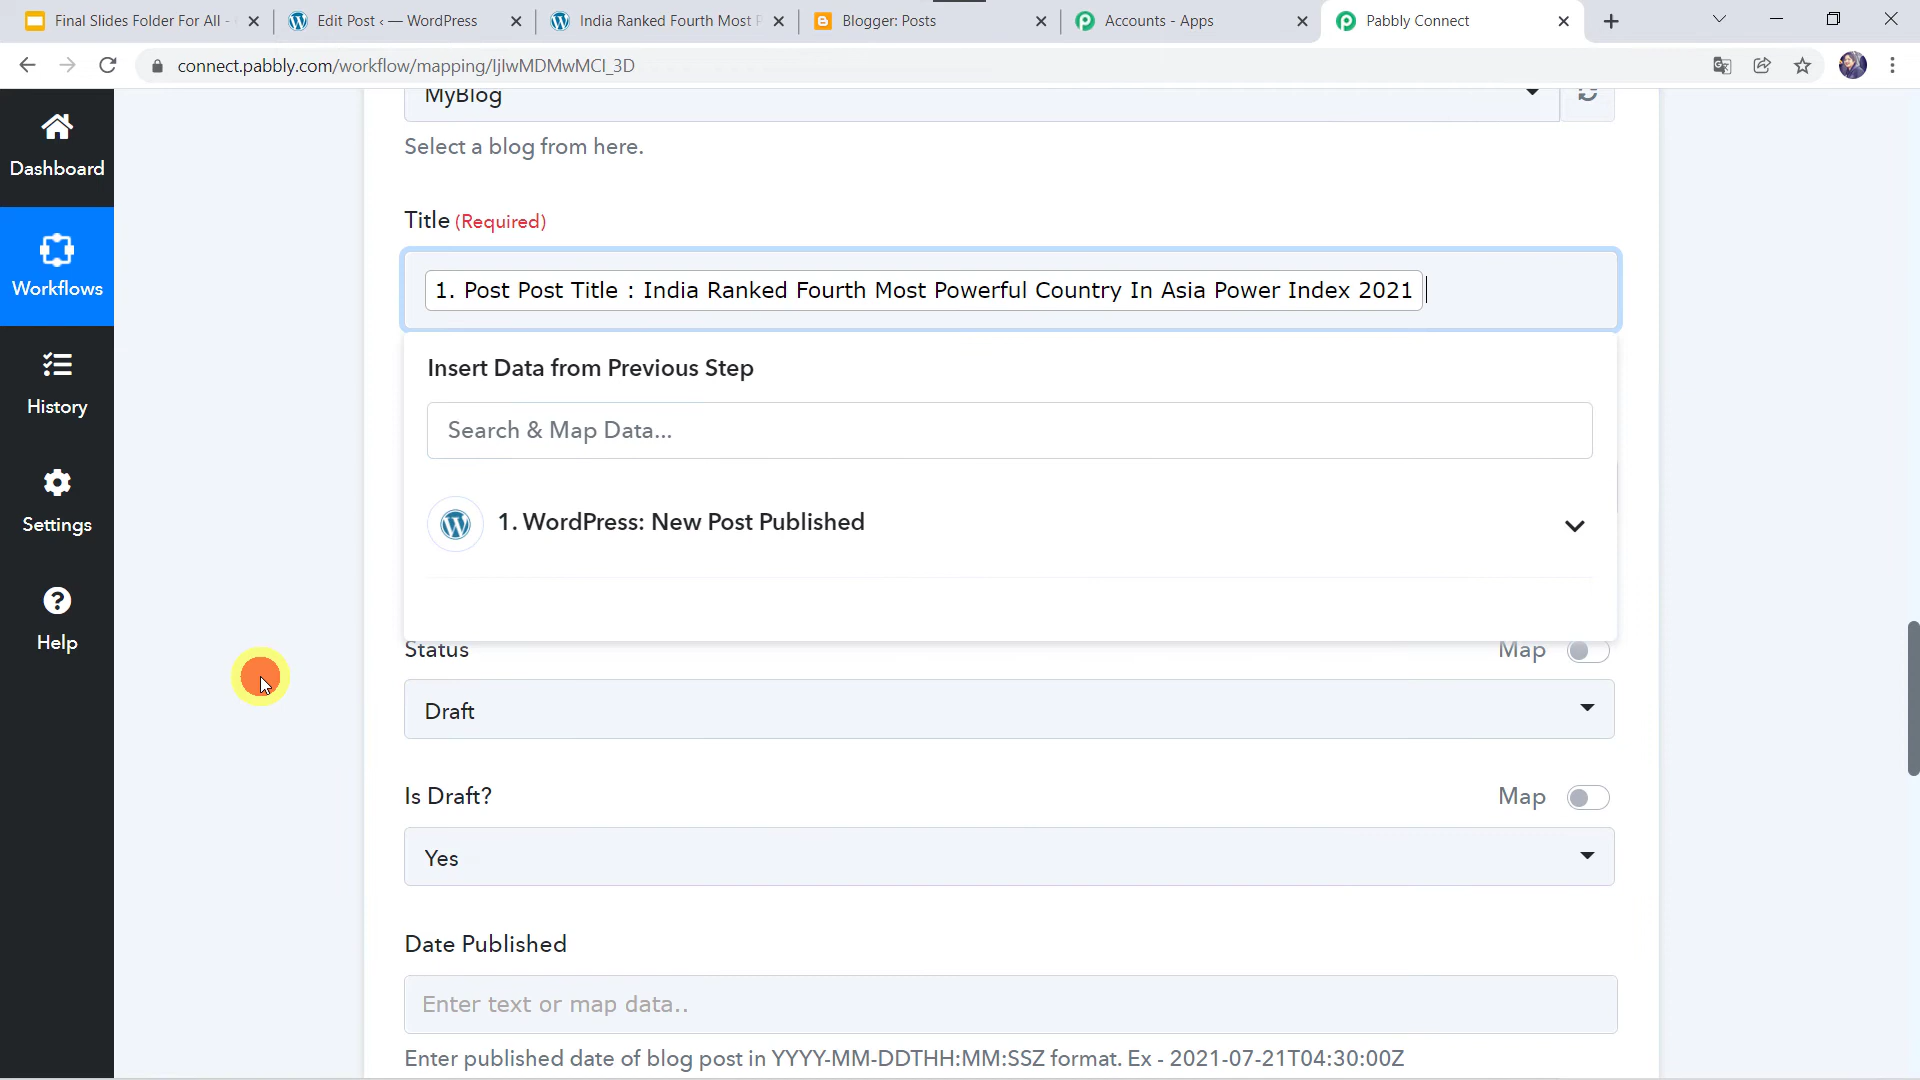 Final Slides Folder For All -
Edit Post ‹ — WordPress
India Ranked Fourth Most P
Blogger: Posts
Accounts - Apps
Pabbly Connect
connect.pabbly.com/workflow/mapping/IjIwMDMwMCI_3D
Dashboard
Workflows
History
Settings
Help
MyBlog
Select a blog from here.
Title (Required)
1. Post Post Title : India Ranked Fourth Most Powerful Country In Asia Power Index 2021
Insert Data from Previous Step
Search & Map Data...
1. WordPress: New Post Published
Status
Map
Draft
Is Draft?
Map
Yes
Date Published
Enter text or map data..
Enter published date of blog post in YYYY-MM-DDTHH:MM:SSZ format. Ex - 2021-07-21T04:30:00Z